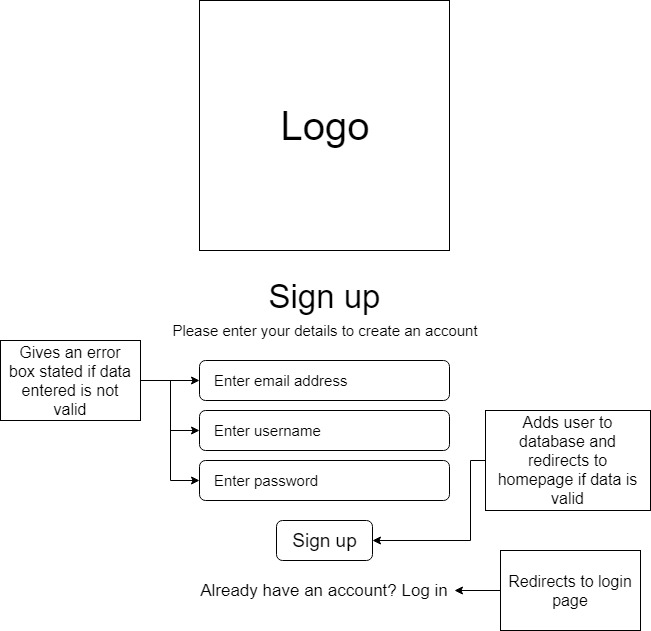 Logo
Sign up
Please enter your details to create an account
Gives an error
box stated if data
entered is not
valid
Enter email address
Enter username
Enter password
Adds user to
database and
redirects to
homepage if data is
valid
Sign up
Already have an account? Log in
Redirects to login
page